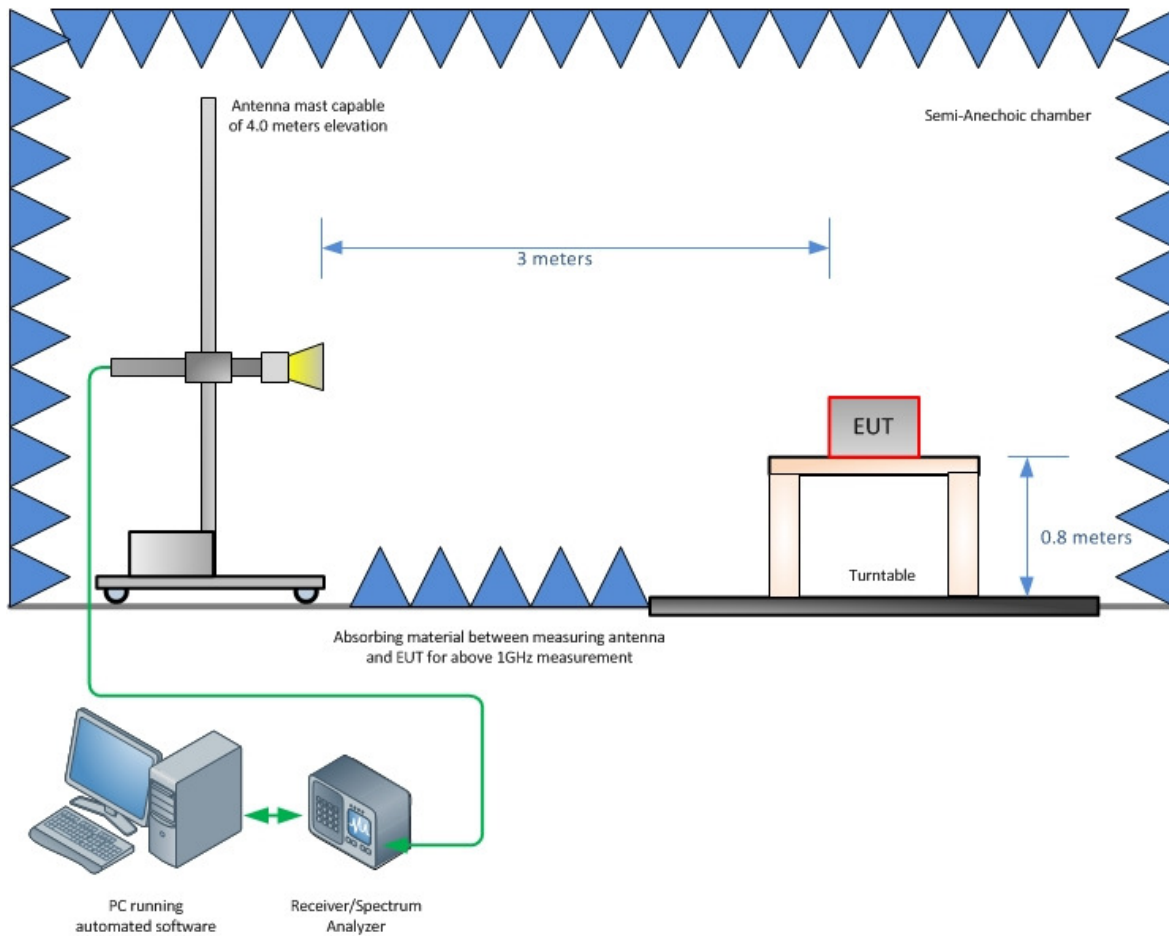 Antenna mast capable
of 4.0 meters elevation
Semi-Anechoic chamber
3 meters
EUT
0.8 meters
Turntable
Absorbing material between measuring antenna
and EUT for above 1GHz measurement
PC running
automated software
Receiver/Spectrum
Analyzer